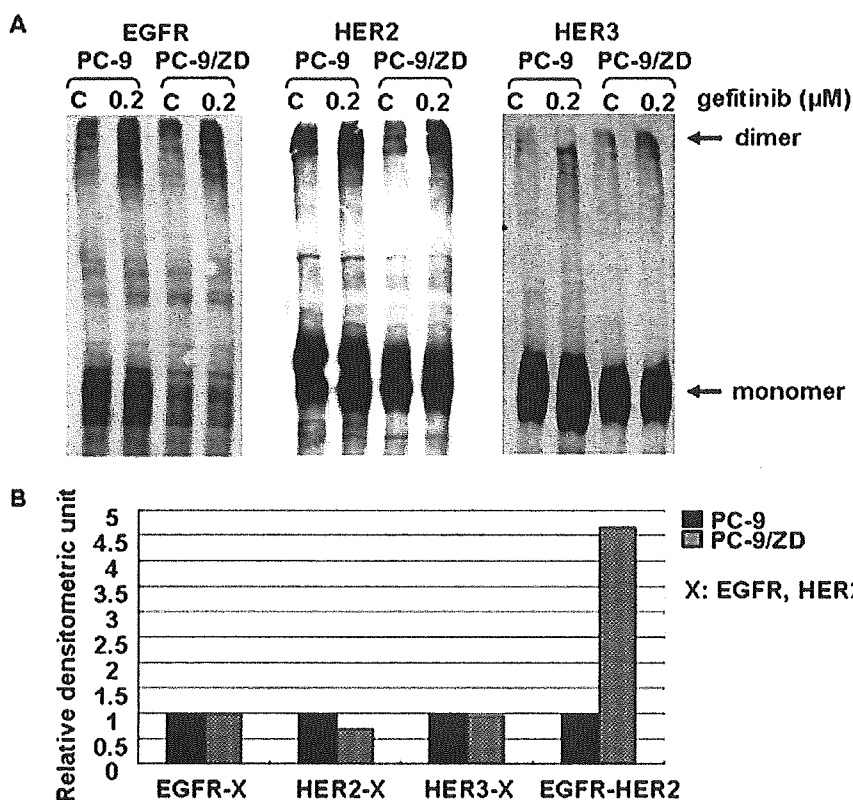 A
EGFR HER2 HER3
PC-9 PC-9/ZD PC-9 PC-9/ZD PC-9 PC-9/ZD
C 0.2 C 0.2 C 0.2 C 0.2 C 0.2 C 0.2 gefitinib (µM)
dimer
monomer
B
Relative densitometric unit
5
4.5
4
3.5
3
2.5
2
1.5
1
0.5
0
EGFR-X HER2-X HER3-X EGFR-HER2
PC-9
PC-9/ZD
X: EGFR, HER2